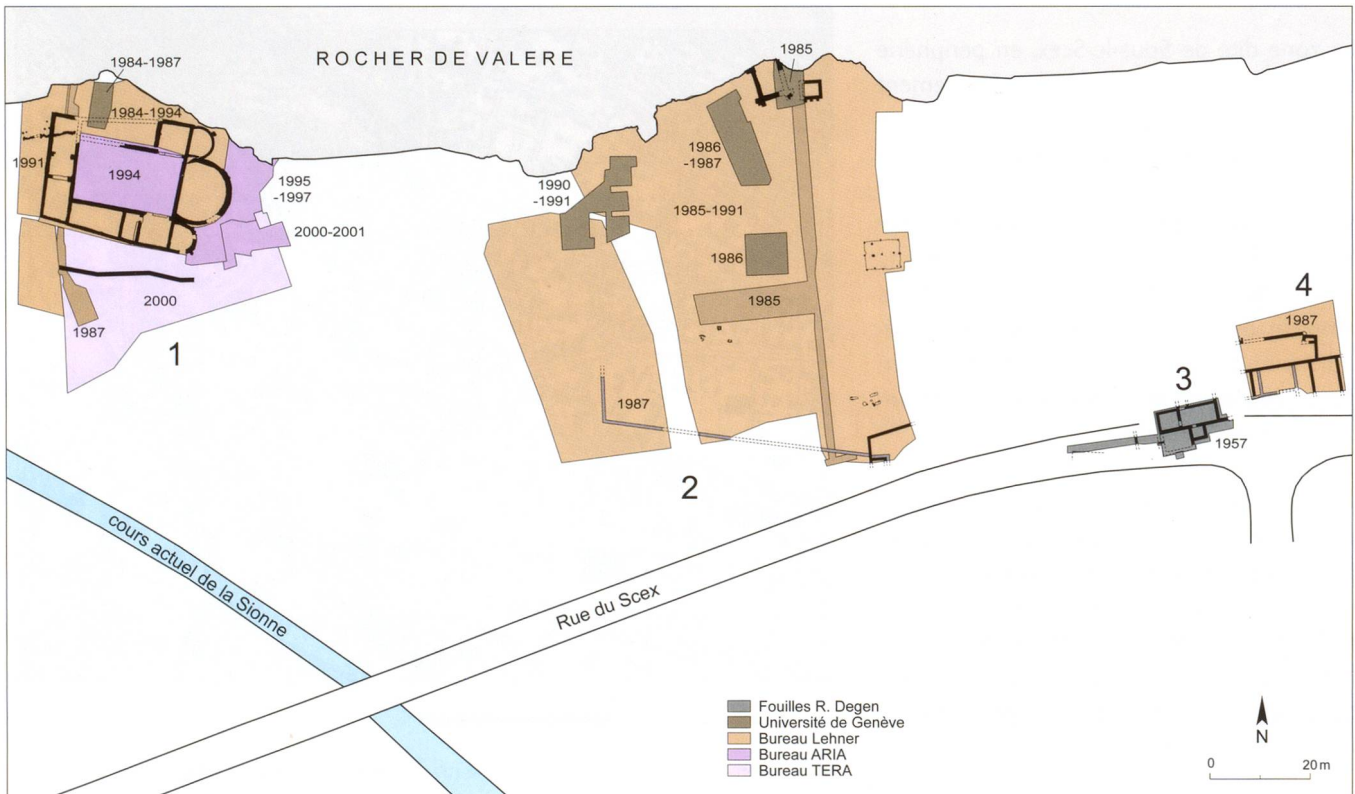 ROCHER DE VALERE
1984-1987
1984-1994
1991
1994
1995
-1997
2000-2001
2000
1987
1
1985
1986
-1987
1990
-1991
1985-1991
1986
1985
1987
2
3
1957
4
1987
cours actuel de la Sionne
Rue du Scex
Fouilles R. Degen
Université de Genève
Bureau Lehner
Bureau ARIA
Bureau TERA
N
0 20 m